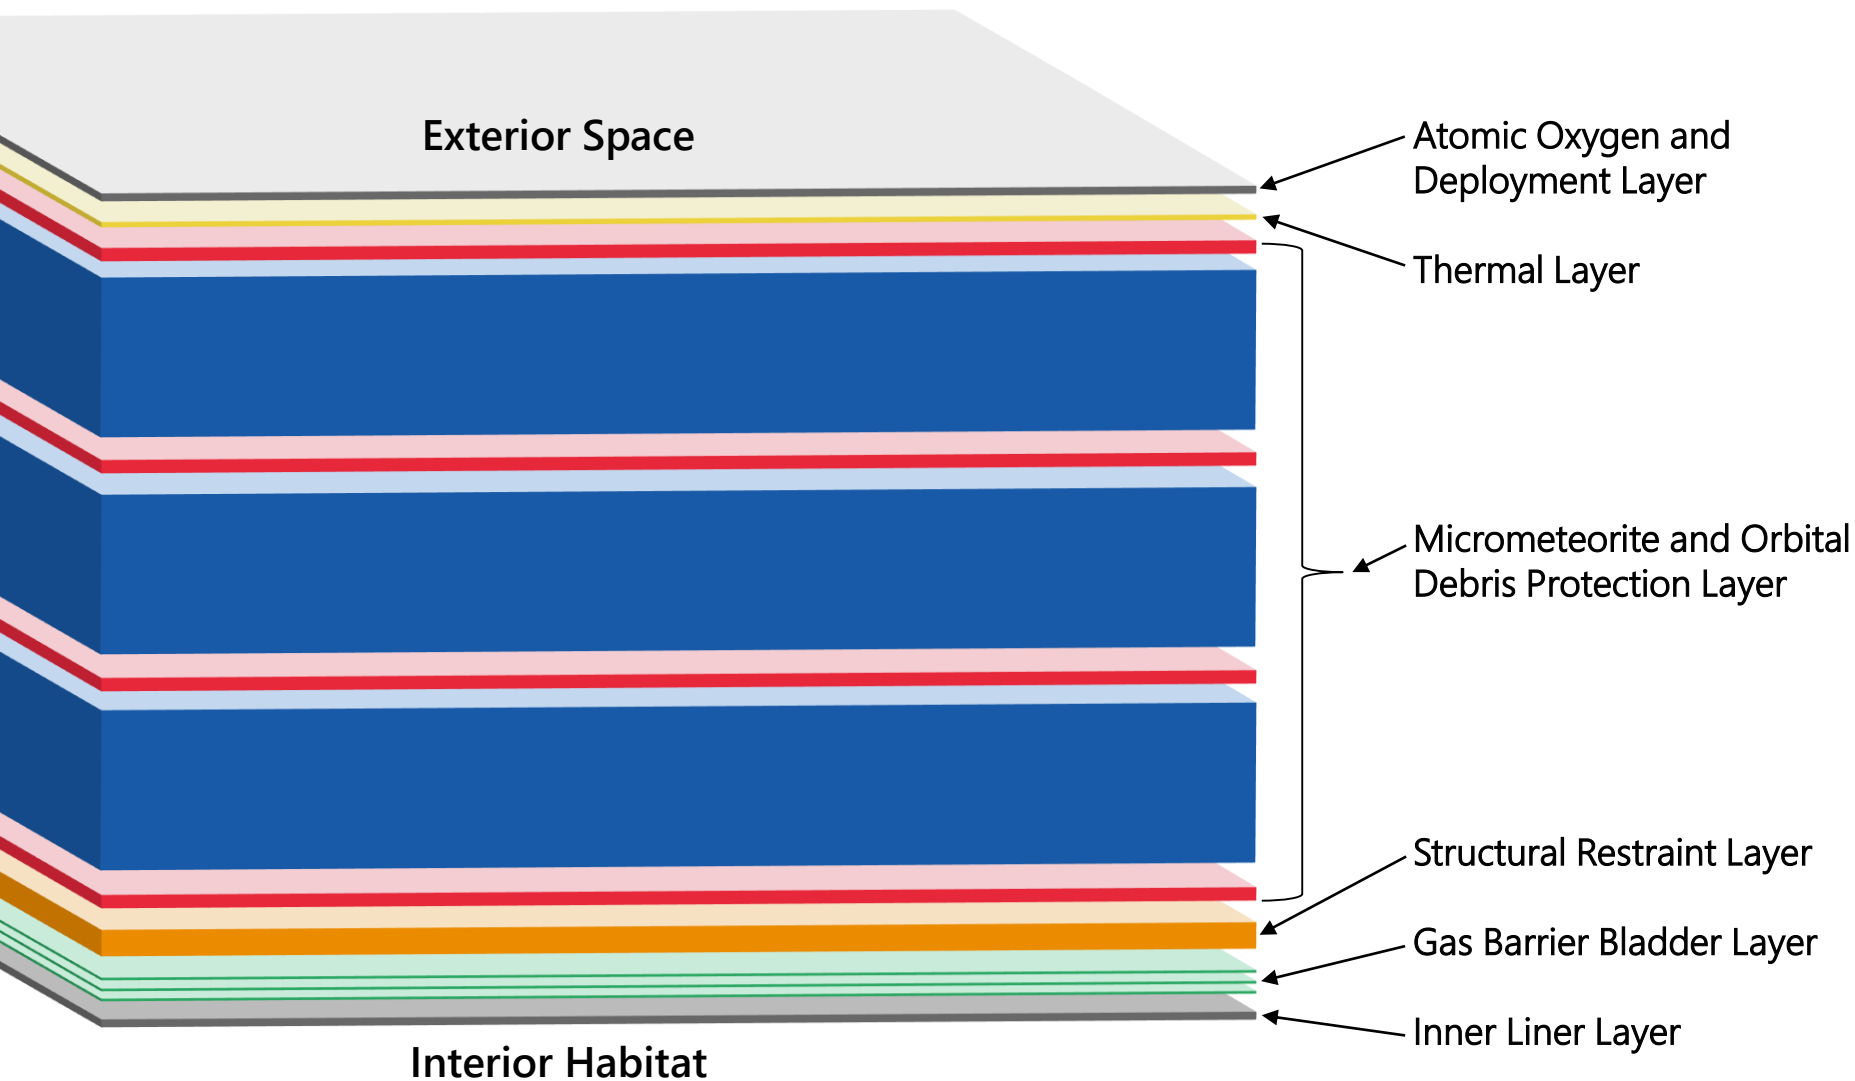 Exterior Space
Atomic Oxygen and
Deployment Layer
Thermal Layer
Micrometeorite and Orbital
Debris Protection Layer
Structural Restraint Layer
Gas Barrier Bladder Layer
Inner Liner Layer
Interior Habitat